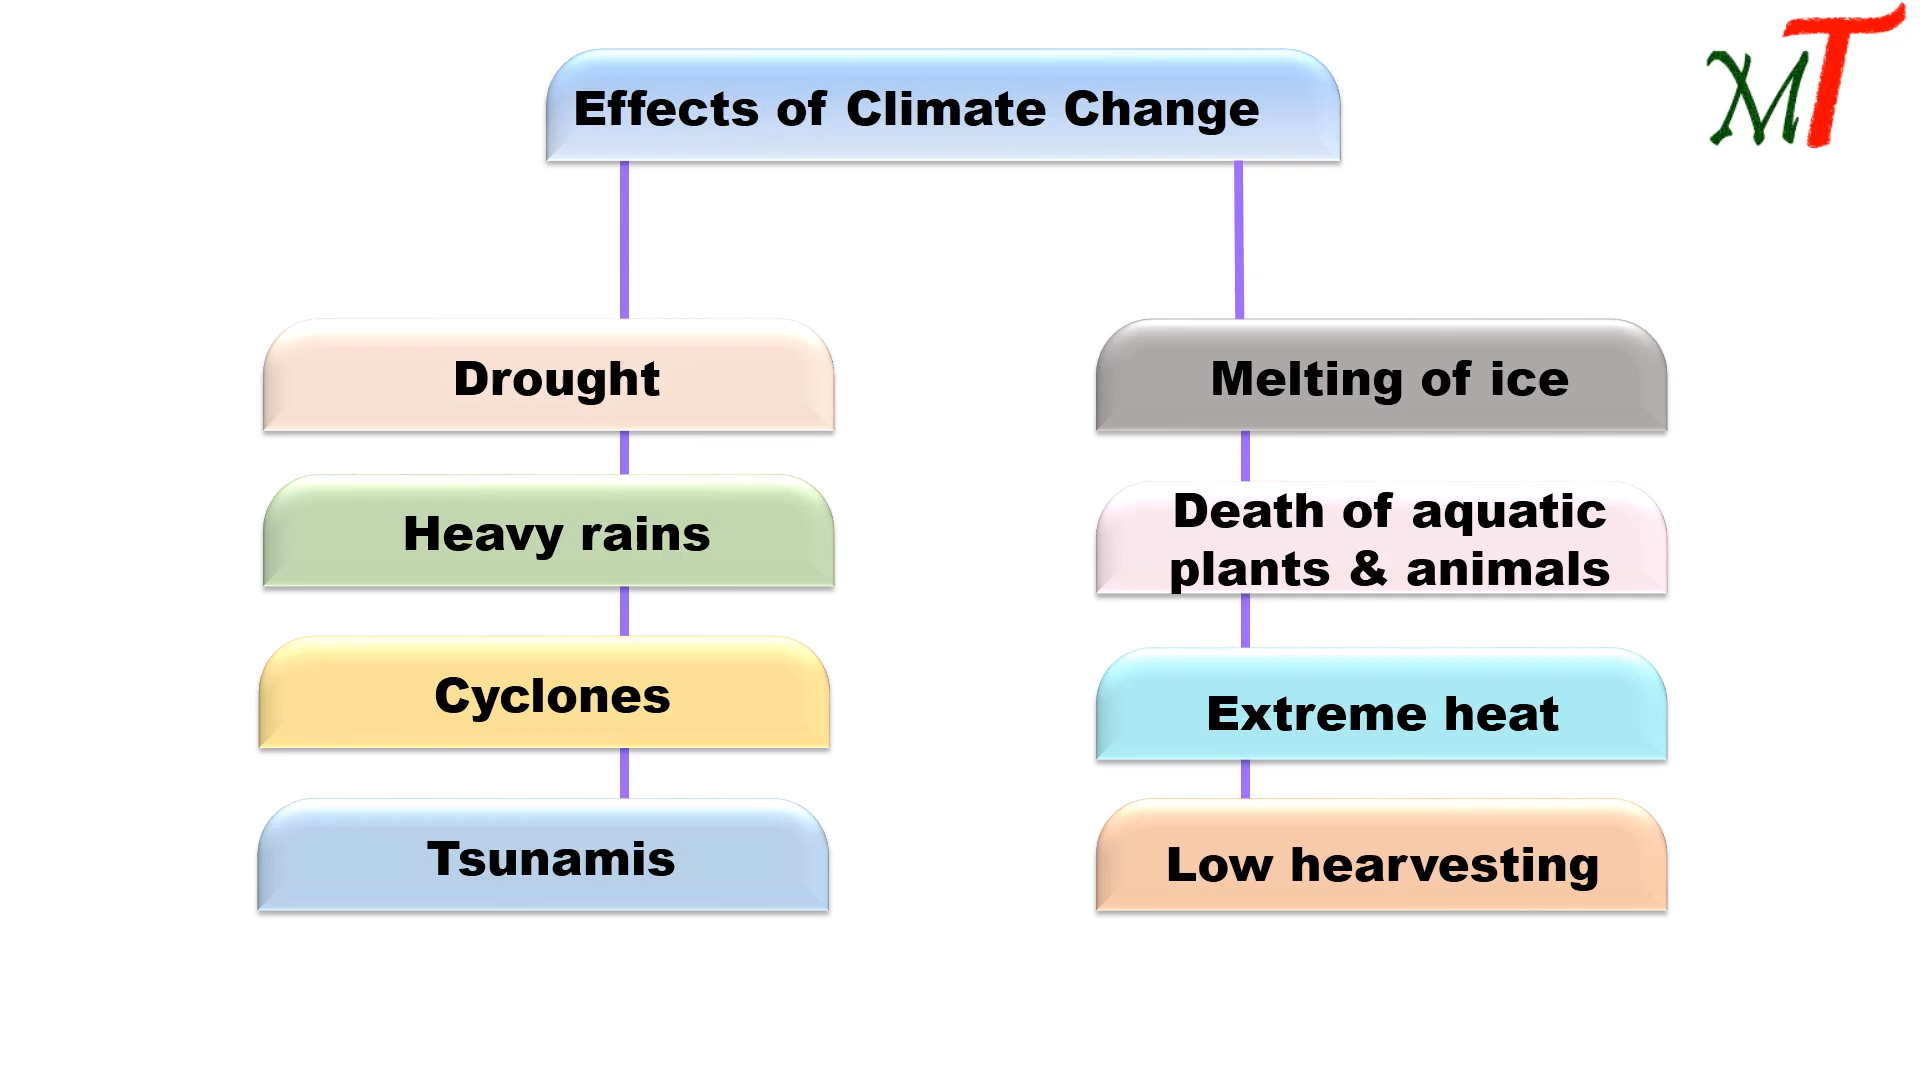 Effects of Climate Change
MT
Drought
Heavy rains
Cyclones
Tsunamis
Melting of ice
Death of aquatic
plants & animals
Extreme heat
Low hearvesting